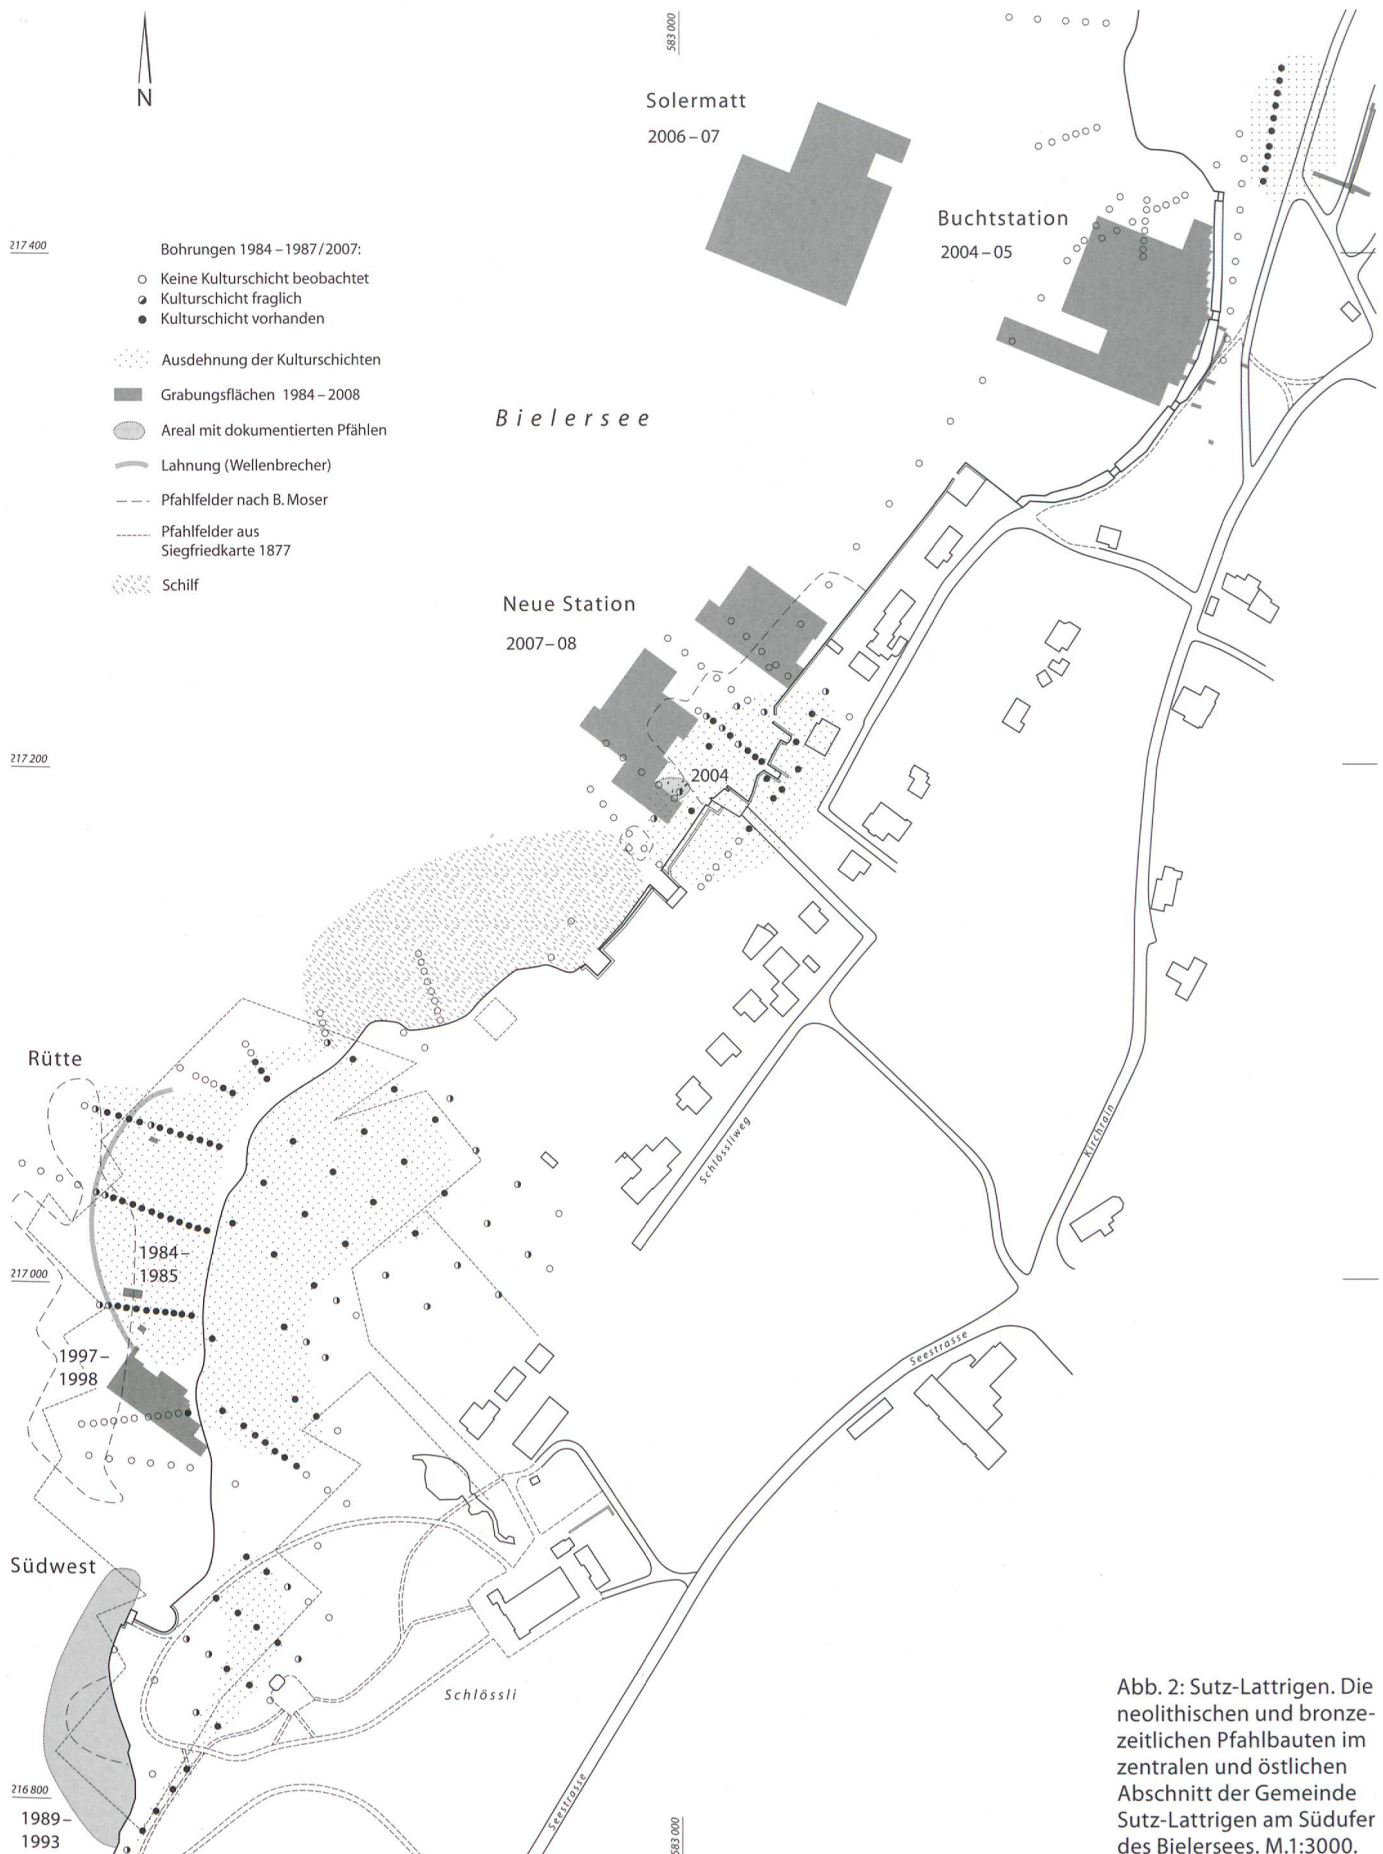 583 000
N
Solermatt
2006–07
Buchtstation
2004–05
217 400
Bohrungen 1984–1987/2007:
Keine Kulturschicht beobachtet
Kulturschicht fraglich
Kulturschicht vorhanden
Ausdehnung der Kulturschichten
Grabungsflächen 1984–2008
Areal mit dokumentierten Pfählen
Lahnung (Wellenbrecher)
Pfahlfelder nach B. Moser
Pfahlfelder aus
Siegfriedkarte 1877
Schilf
Bielersee
Neue Station
2007–08
217 200
2004
Rütte
Schlössliweg
Kirchrain
1984–
1985
217 000
1997–
1998
Seestrasse
Südwest
Schlössli
216 800
1989–
1993
Seestrasse
583 000
Abb. 2: Sutz-Lattrigen. Die
neolithischen und bronze-
zeitlichen Pfahlbauten im
zentralen und östlichen
Abschnitt der Gemeinde
Sutz-Lattrigen am Südufer
des Bielersees. M.1:3000.